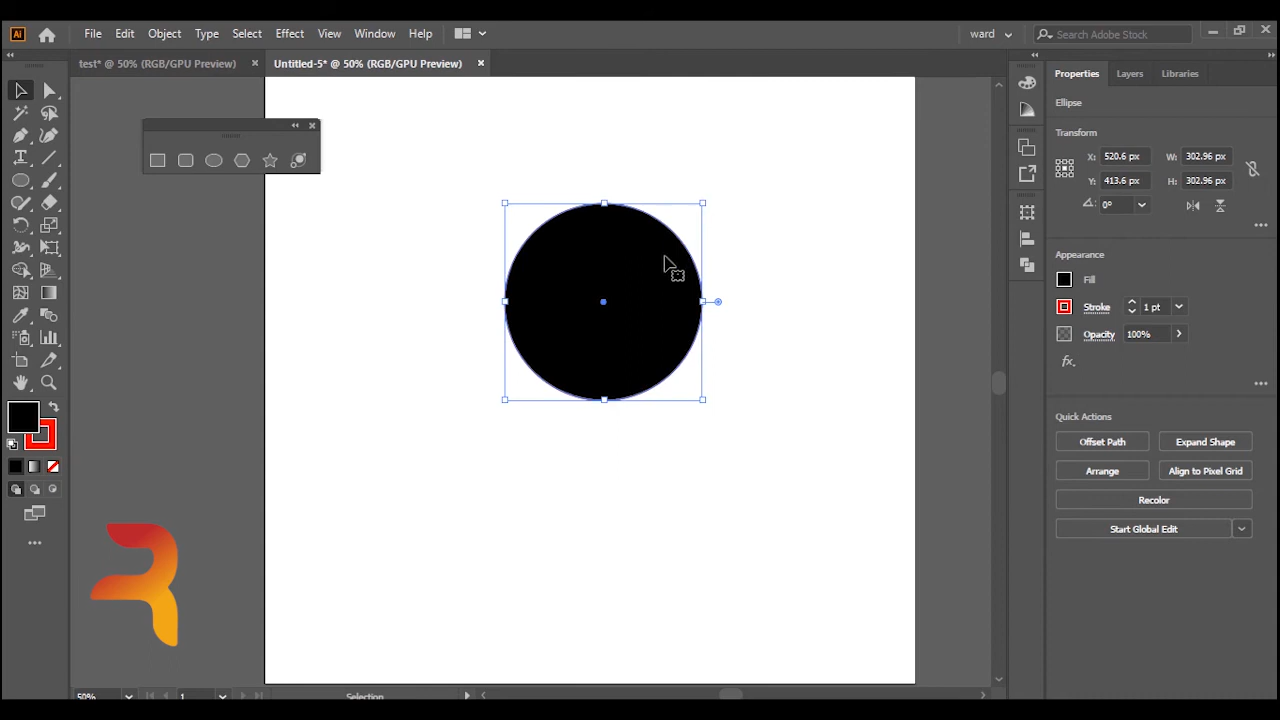 Ai
File Edit Object Type Select Effect Window Help
ward
Search Adobe Stock
test* @ 50% (RGB/GPU Preview)
Untitled-5* @ 50% (RGB/GPU Preview)
Properties Layers Libraries
Ellipse
Transform
X: 520.6 px W: 302.96 px
Y: 413.6 px H: 302.96 px
0°
Appearance
Fill
Stroke 1 pt
Opacity 100%
fx.
Quick Actions
Offset Path Expand Shape
Arrange Align to Pixel Grid
Recolor
Start Global Edit
50% 1 Selection